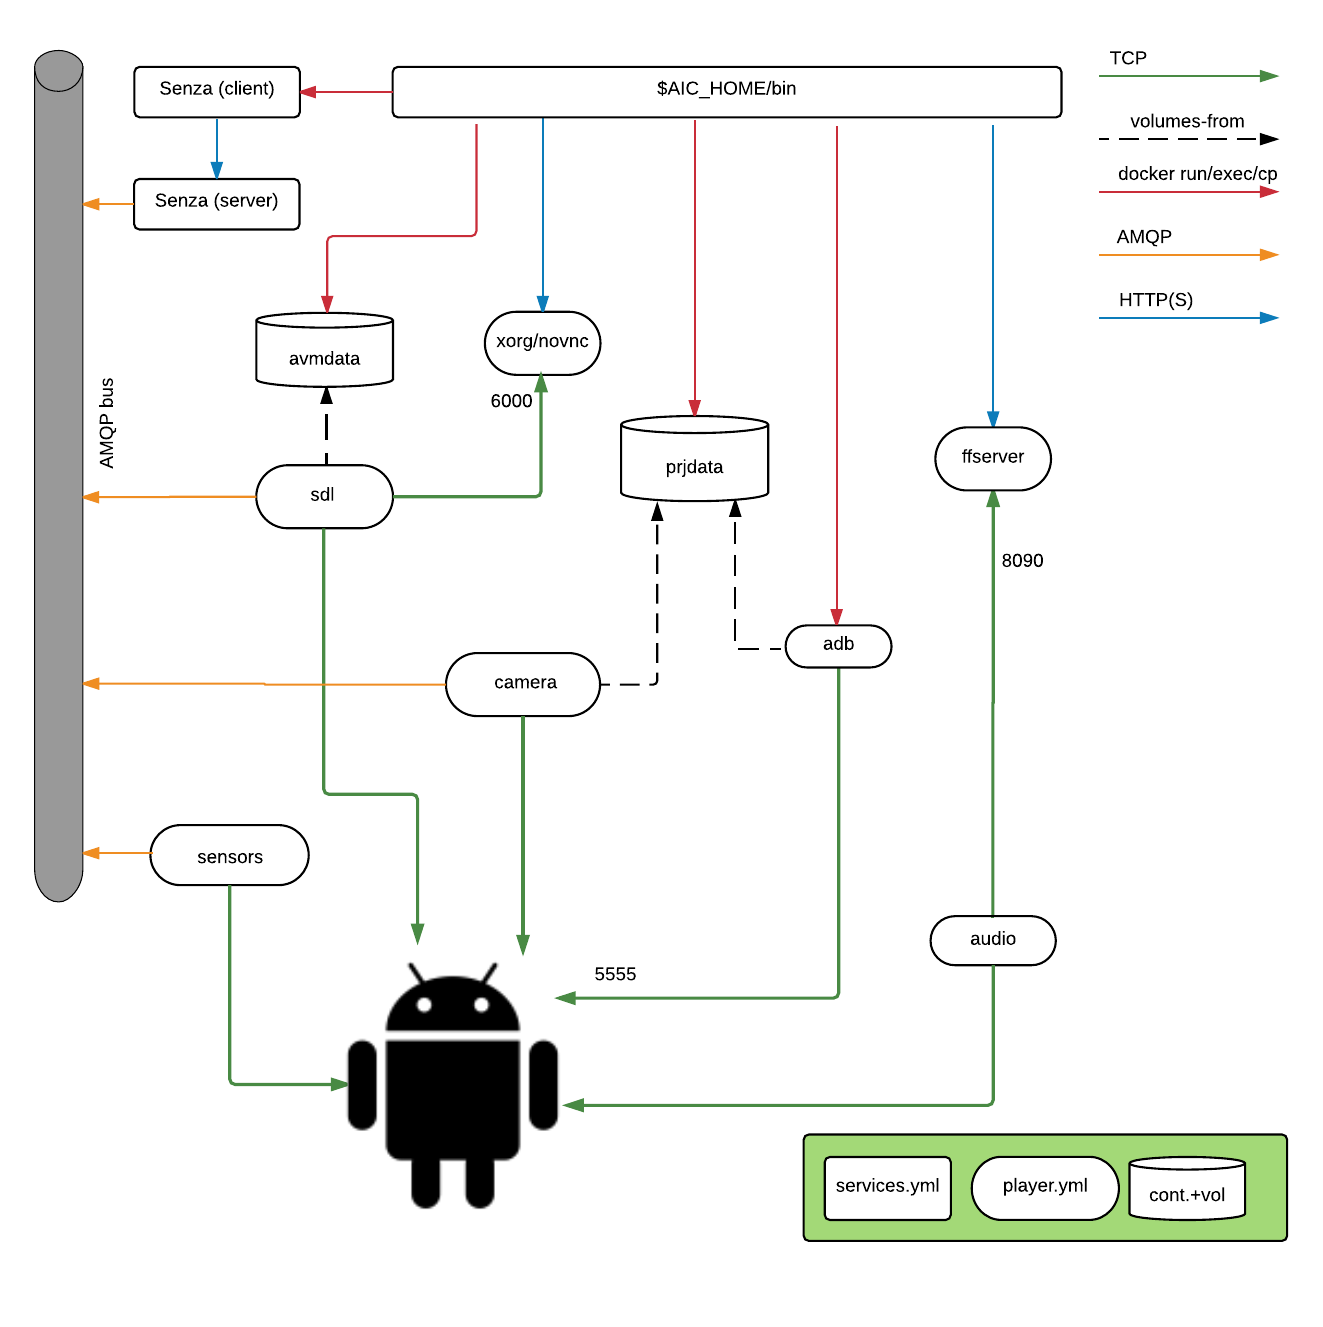 TCP
Senza (client)
$AIC_HOME/bin
volumes-from
docker run/exec/cp
Senza (server)
AMQP
HTTP(S)
avmdata
xorg/novnc
6000
AMQP bus
prjdata
ffserver
sdl
8090
adb
camera
sensors
audio
5555
services.yml
player.yml
cont.+vol